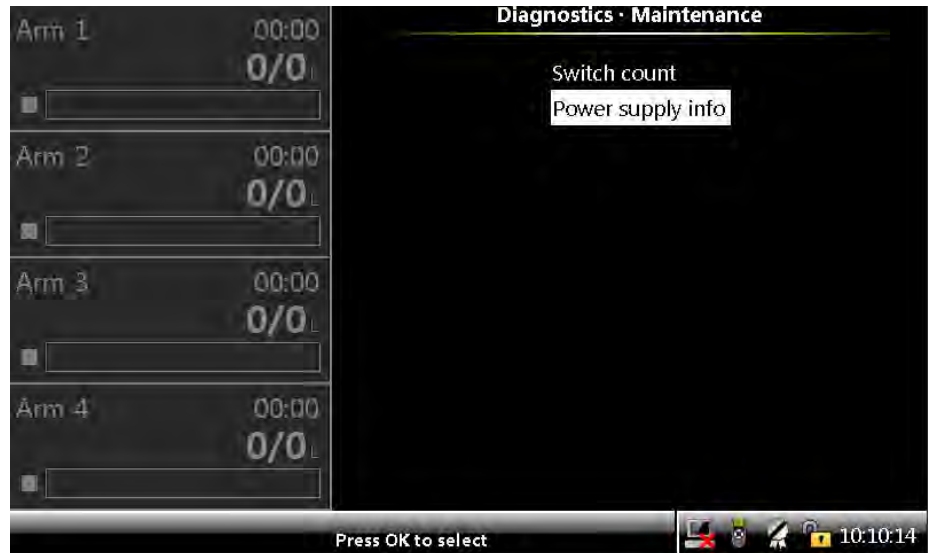 Arm 1 00:00
0/0 L
Arm 2 00:00
0/0 L
Arm 3 00:00
0/0 L
Arm 4 00:00
0/0 L
Diagnostics · Maintenance
Switch count
Power supply info
Press OK to select
10:10:14